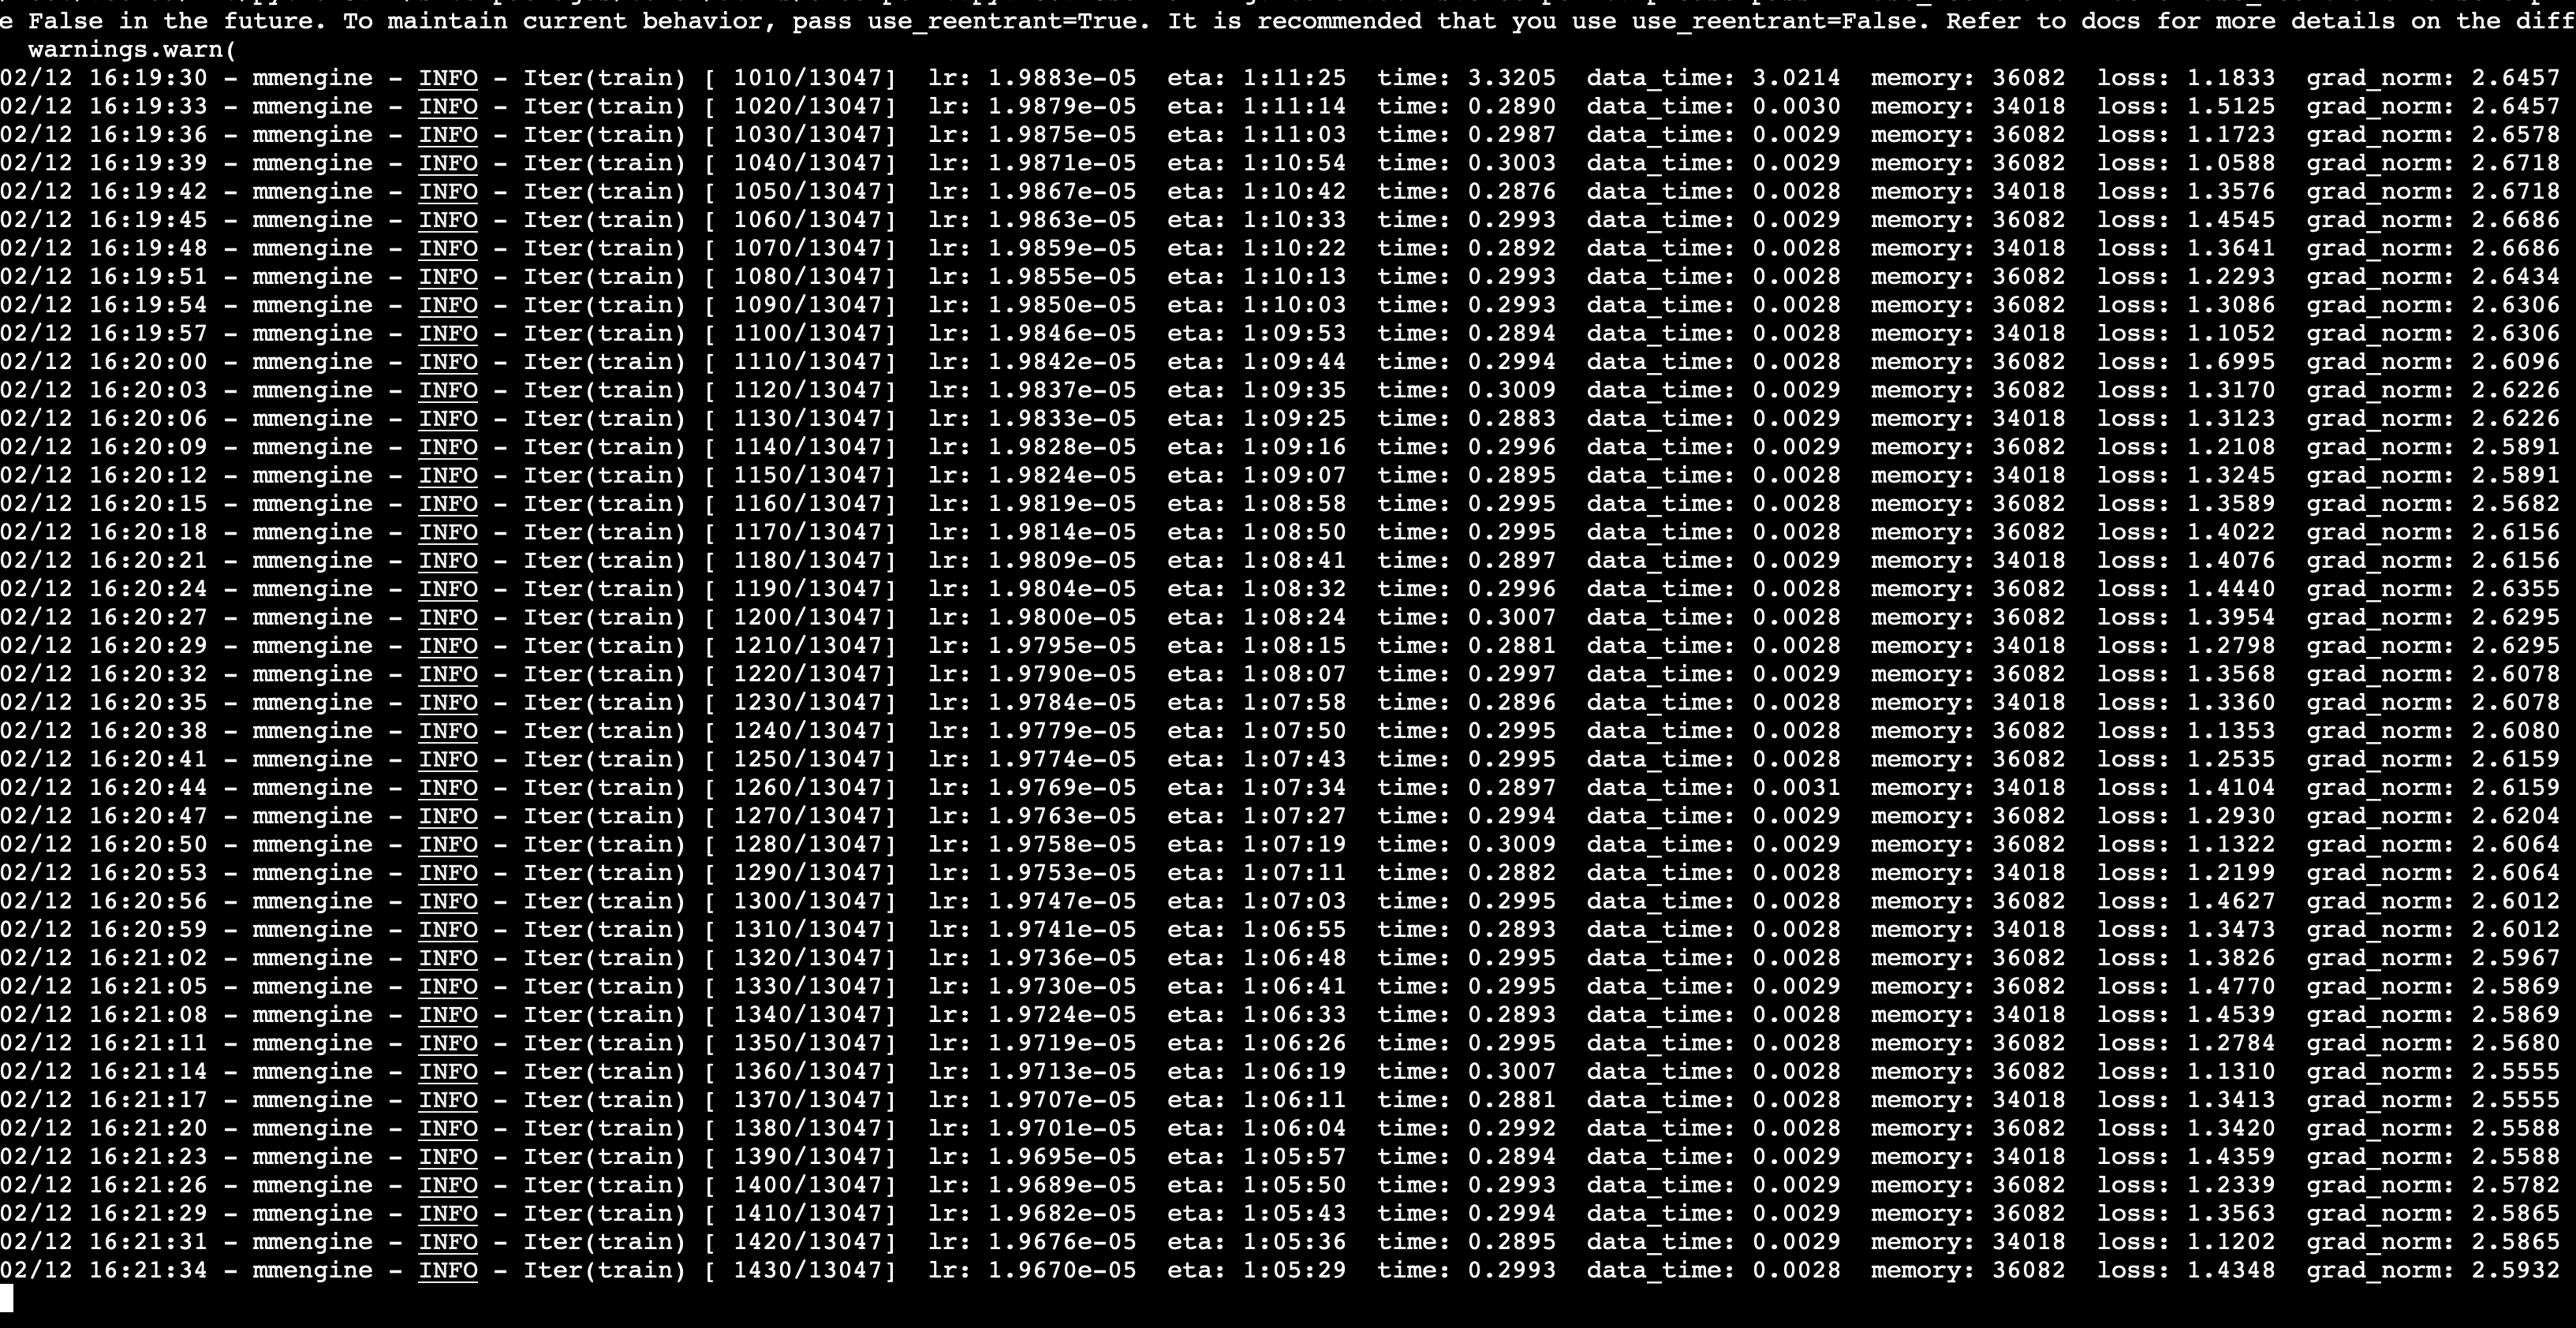 e False in the future. To maintain current behavior, pass use_reentrant=True. It is recommended that you use use_reentrant=False. Refer to docs for more details on the diff
  warnings.warn(
02/12 16:19:30 - mmengine - INFO - Iter(train) [ 1010/13047]  lr: 1.9883e-05  eta: 1:11:25  time: 3.3205  data_time: 3.0214  memory: 36082  loss: 1.1833  grad_norm: 2.6457
02/12 16:19:33 - mmengine - INFO - Iter(train) [ 1020/13047]  lr: 1.9879e-05  eta: 1:11:14  time: 0.2890  data_time: 0.0030  memory: 34018  loss: 1.5125  grad_norm: 2.6457
02/12 16:19:36 - mmengine - INFO - Iter(train) [ 1030/13047]  lr: 1.9875e-05  eta: 1:11:03  time: 0.2987  data_time: 0.0029  memory: 36082  loss: 1.1723  grad_norm: 2.6578
02/12 16:19:39 - mmengine - INFO - Iter(train) [ 1040/13047]  lr: 1.9871e-05  eta: 1:10:54  time: 0.3003  data_time: 0.0029  memory: 36082  loss: 1.0588  grad_norm: 2.6718
02/12 16:19:42 - mmengine - INFO - Iter(train) [ 1050/13047]  lr: 1.9867e-05  eta: 1:10:42  time: 0.2876  data_time: 0.0028  memory: 34018  loss: 1.3576  grad_norm: 2.6718
02/12 16:19:45 - mmengine - INFO - Iter(train) [ 1060/13047]  lr: 1.9863e-05  eta: 1:10:33  time: 0.2993  data_time: 0.0029  memory: 36082  loss: 1.4545  grad_norm: 2.6686
02/12 16:19:48 - mmengine - INFO - Iter(train) [ 1070/13047]  lr: 1.9859e-05  eta: 1:10:22  time: 0.2892  data_time: 0.0028  memory: 34018  loss: 1.3641  grad_norm: 2.6686
02/12 16:19:51 - mmengine - INFO - Iter(train) [ 1080/13047]  lr: 1.9855e-05  eta: 1:10:13  time: 0.2993  data_time: 0.0028  memory: 36082  loss: 1.2293  grad_norm: 2.6434
02/12 16:19:54 - mmengine - INFO - Iter(train) [ 1090/13047]  lr: 1.9850e-05  eta: 1:10:03  time: 0.2993  data_time: 0.0028  memory: 36082  loss: 1.3086  grad_norm: 2.6306
02/12 16:19:57 - mmengine - INFO - Iter(train) [ 1100/13047]  lr: 1.9846e-05  eta: 1:09:53  time: 0.2894  data_time: 0.0028  memory: 34018  loss: 1.1052  grad_norm: 2.6306
02/12 16:20:00 - mmengine - INFO - Iter(train) [ 1110/13047]  lr: 1.9842e-05  eta: 1:09:44  time: 0.2994  data_time: 0.0028  memory: 36082  loss: 1.6995  grad_norm: 2.6096
02/12 16:20:03 - mmengine - INFO - Iter(train) [ 1120/13047]  lr: 1.9837e-05  eta: 1:09:35  time: 0.3009  data_time: 0.0029  memory: 36082  loss: 1.3170  grad_norm: 2.6226
02/12 16:20:06 - mmengine - INFO - Iter(train) [ 1130/13047]  lr: 1.9833e-05  eta: 1:09:25  time: 0.2883  data_time: 0.0029  memory: 34018  loss: 1.3123  grad_norm: 2.6226
02/12 16:20:09 - mmengine - INFO - Iter(train) [ 1140/13047]  lr: 1.9828e-05  eta: 1:09:16  time: 0.2996  data_time: 0.0029  memory: 36082  loss: 1.2108  grad_norm: 2.5891
02/12 16:20:12 - mmengine - INFO - Iter(train) [ 1150/13047]  lr: 1.9824e-05  eta: 1:09:07  time: 0.2895  data_time: 0.0028  memory: 34018  loss: 1.3245  grad_norm: 2.5891
02/12 16:20:15 - mmengine - INFO - Iter(train) [ 1160/13047]  lr: 1.9819e-05  eta: 1:08:58  time: 0.2995  data_time: 0.0028  memory: 36082  loss: 1.3589  grad_norm: 2.5682
02/12 16:20:18 - mmengine - INFO - Iter(train) [ 1170/13047]  lr: 1.9814e-05  eta: 1:08:50  time: 0.2995  data_time: 0.0028  memory: 36082  loss: 1.4022  grad_norm: 2.6156
02/12 16:20:21 - mmengine - INFO - Iter(train) [ 1180/13047]  lr: 1.9809e-05  eta: 1:08:41  time: 0.2897  data_time: 0.0029  memory: 34018  loss: 1.4076  grad_norm: 2.6156
02/12 16:20:24 - mmengine - INFO - Iter(train) [ 1190/13047]  lr: 1.9804e-05  eta: 1:08:32  time: 0.2996  data_time: 0.0028  memory: 36082  loss: 1.4440  grad_norm: 2.6355
02/12 16:20:27 - mmengine - INFO - Iter(train) [ 1200/13047]  lr: 1.9800e-05  eta: 1:08:24  time: 0.3007  data_time: 0.0028  memory: 36082  loss: 1.3954  grad_norm: 2.6295
02/12 16:20:29 - mmengine - INFO - Iter(train) [ 1210/13047]  lr: 1.9795e-05  eta: 1:08:15  time: 0.2881  data_time: 0.0028  memory: 34018  loss: 1.2798  grad_norm: 2.6295
02/12 16:20:32 - mmengine - INFO - Iter(train) [ 1220/13047]  lr: 1.9790e-05  eta: 1:08:07  time: 0.2997  data_time: 0.0029  memory: 36082  loss: 1.3568  grad_norm: 2.6078
02/12 16:20:35 - mmengine - INFO - Iter(train) [ 1230/13047]  lr: 1.9784e-05  eta: 1:07:58  time: 0.2896  data_time: 0.0028  memory: 34018  loss: 1.3360  grad_norm: 2.6078
02/12 16:20:38 - mmengine - INFO - Iter(train) [ 1240/13047]  lr: 1.9779e-05  eta: 1:07:50  time: 0.2995  data_time: 0.0028  memory: 36082  loss: 1.1353  grad_norm: 2.6080
02/12 16:20:41 - mmengine - INFO - Iter(train) [ 1250/13047]  lr: 1.9774e-05  eta: 1:07:43  time: 0.2995  data_time: 0.0028  memory: 36082  loss: 1.2535  grad_norm: 2.6159
02/12 16:20:44 - mmengine - INFO - Iter(train) [ 1260/13047]  lr: 1.9769e-05  eta: 1:07:34  time: 0.2897  data_time: 0.0031  memory: 34018  loss: 1.4104  grad_norm: 2.6159
02/12 16:20:47 - mmengine - INFO - Iter(train) [ 1270/13047]  lr: 1.9763e-05  eta: 1:07:27  time: 0.2994  data_time: 0.0029  memory: 36082  loss: 1.2930  grad_norm: 2.6204
02/12 16:20:50 - mmengine - INFO - Iter(train) [ 1280/13047]  lr: 1.9758e-05  eta: 1:07:19  time: 0.3009  data_time: 0.0029  memory: 36082  loss: 1.1322  grad_norm: 2.6064
02/12 16:20:53 - mmengine - INFO - Iter(train) [ 1290/13047]  lr: 1.9753e-05  eta: 1:07:11  time: 0.2882  data_time: 0.0028  memory: 34018  loss: 1.2199  grad_norm: 2.6064
02/12 16:20:56 - mmengine - INFO - Iter(train) [ 1300/13047]  lr: 1.9747e-05  eta: 1:07:03  time: 0.2995  data_time: 0.0028  memory: 36082  loss: 1.4627  grad_norm: 2.6012
02/12 16:20:59 - mmengine - INFO - Iter(train) [ 1310/13047]  lr: 1.9741e-05  eta: 1:06:55  time: 0.2893  data_time: 0.0028  memory: 34018  loss: 1.3473  grad_norm: 2.6012
02/12 16:21:02 - mmengine - INFO - Iter(train) [ 1320/13047]  lr: 1.9736e-05  eta: 1:06:48  time: 0.2995  data_time: 0.0028  memory: 36082  loss: 1.3826  grad_norm: 2.5967
02/12 16:21:05 - mmengine - INFO - Iter(train) [ 1330/13047]  lr: 1.9730e-05  eta: 1:06:41  time: 0.2995  data_time: 0.0029  memory: 36082  loss: 1.4770  grad_norm: 2.5869
02/12 16:21:08 - mmengine - INFO - Iter(train) [ 1340/13047]  lr: 1.9724e-05  eta: 1:06:33  time: 0.2893  data_time: 0.0028  memory: 34018  loss: 1.4539  grad_norm: 2.5869
02/12 16:21:11 - mmengine - INFO - Iter(train) [ 1350/13047]  lr: 1.9719e-05  eta: 1:06:26  time: 0.2995  data_time: 0.0028  memory: 36082  loss: 1.2784  grad_norm: 2.5680
02/12 16:21:14 - mmengine - INFO - Iter(train) [ 1360/13047]  lr: 1.9713e-05  eta: 1:06:19  time: 0.3007  data_time: 0.0028  memory: 36082  loss: 1.1310  grad_norm: 2.5555
02/12 16:21:17 - mmengine - INFO - Iter(train) [ 1370/13047]  lr: 1.9707e-05  eta: 1:06:11  time: 0.2881  data_time: 0.0028  memory: 34018  loss: 1.3413  grad_norm: 2.5555
02/12 16:21:20 - mmengine - INFO - Iter(train) [ 1380/13047]  lr: 1.9701e-05  eta: 1:06:04  time: 0.2992  data_time: 0.0028  memory: 36082  loss: 1.3420  grad_norm: 2.5588
02/12 16:21:23 - mmengine - INFO - Iter(train) [ 1390/13047]  lr: 1.9695e-05  eta: 1:05:57  time: 0.2894  data_time: 0.0029  memory: 34018  loss: 1.4359  grad_norm: 2.5588
02/12 16:21:26 - mmengine - INFO - Iter(train) [ 1400/13047]  lr: 1.9689e-05  eta: 1:05:50  time: 0.2993  data_time: 0.0029  memory: 36082  loss: 1.2339  grad_norm: 2.5782
02/12 16:21:29 - mmengine - INFO - Iter(train) [ 1410/13047]  lr: 1.9682e-05  eta: 1:05:43  time: 0.2994  data_time: 0.0029  memory: 36082  loss: 1.3563  grad_norm: 2.5865
02/12 16:21:31 - mmengine - INFO - Iter(train) [ 1420/13047]  lr: 1.9676e-05  eta: 1:05:36  time: 0.2895  data_time: 0.0029  memory: 34018  loss: 1.1202  grad_norm: 2.5865
02/12 16:21:34 - mmengine - INFO - Iter(train) [ 1430/13047]  lr: 1.9670e-05  eta: 1:05:29  time: 0.2993  data_time: 0.0028  memory: 36082  loss: 1.4348  grad_norm: 2.5932